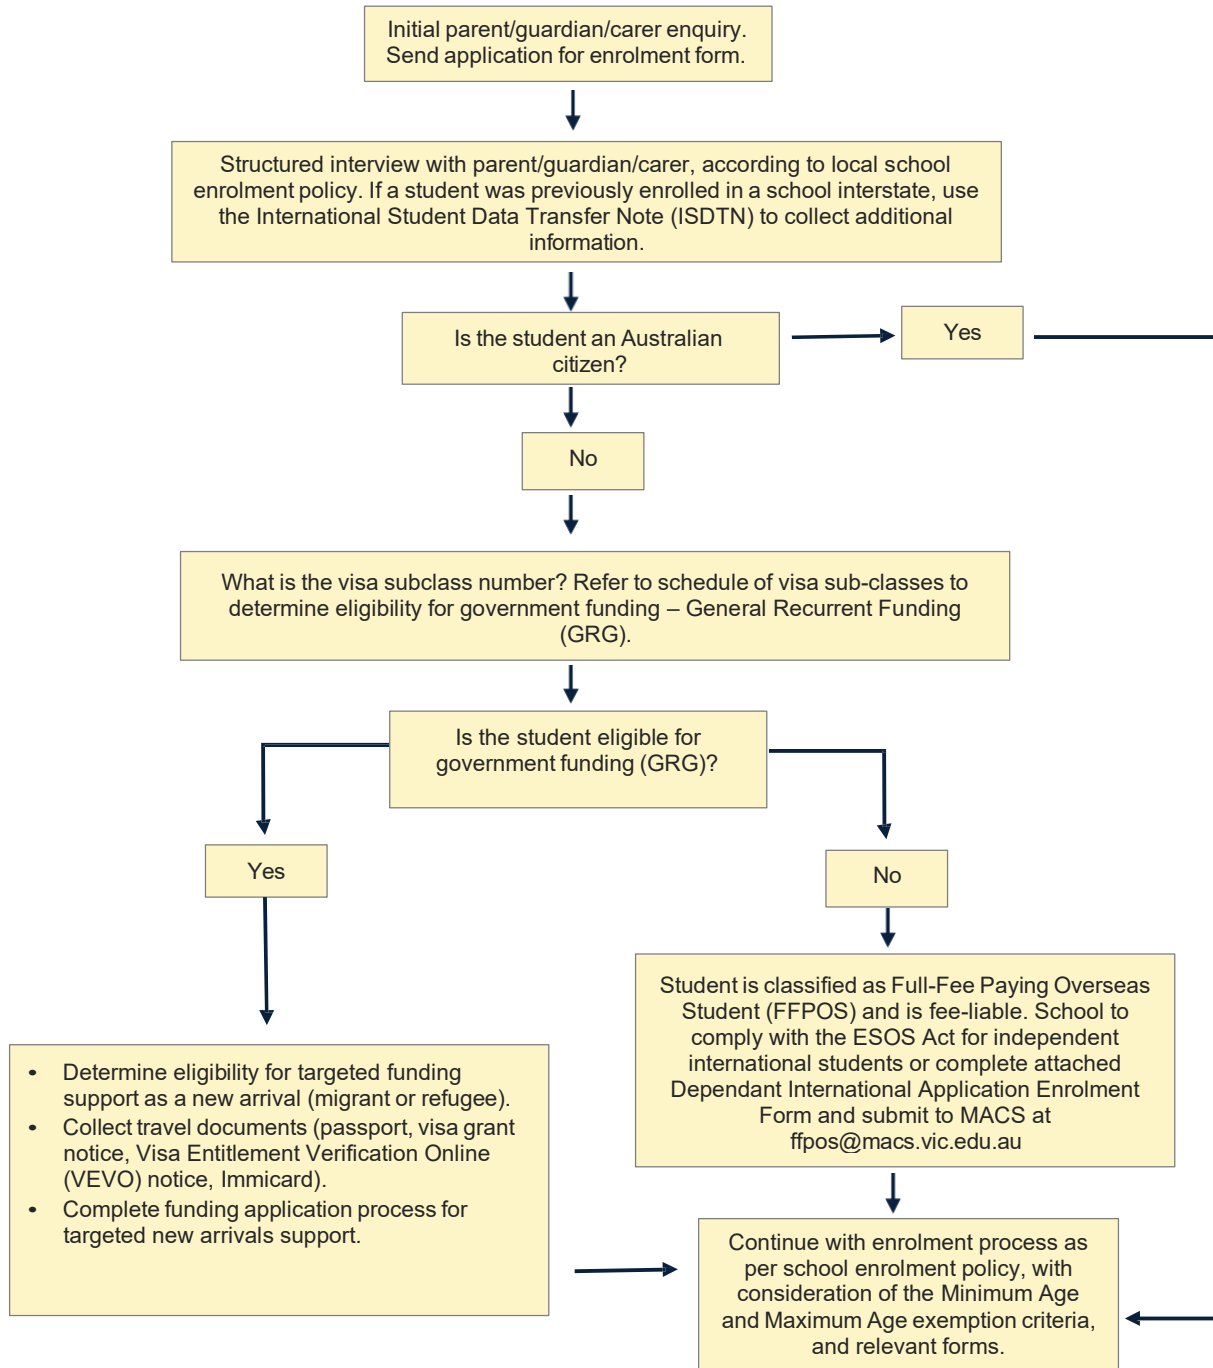 Initial parent/guardian/carer enquiry.
Send application for enrolment form.
Structured interview with parent/guardian/carer, according to local school
enrolment policy. If a student was previously enrolled in a school interstate, use
the International Student Data Transfer Note (ISDTN) to collect additional
information.
Is the student an Australian
citizen?
Yes
No
What is the visa subclass number? Refer to schedule of visa sub-classes to
determine eligibility for government funding – General Recurrent Funding
(GRG).
Is the student eligible for
government funding (GRG)?
Yes
No
• Determine eligibility for targeted funding
support as a new arrival (migrant or refugee).
• Collect travel documents (passport, visa grant
notice, Visa Entitlement Verification Online
(VEVO) notice, Immicard).
• Complete funding application process for
targeted new arrivals support.
Student is classified as Full-Fee Paying Overseas
Student (FFPOS) and is fee-liable. School to
comply with the ESOS Act for independent
international students or complete attached
Dependant International Application Enrolment
Form and submit to MACS at
ffpos@macs.vic.edu.au
Continue with enrolment process as
per school enrolment policy, with
consideration of the Minimum Age
and Maximum Age exemption criteria,
and relevant forms.